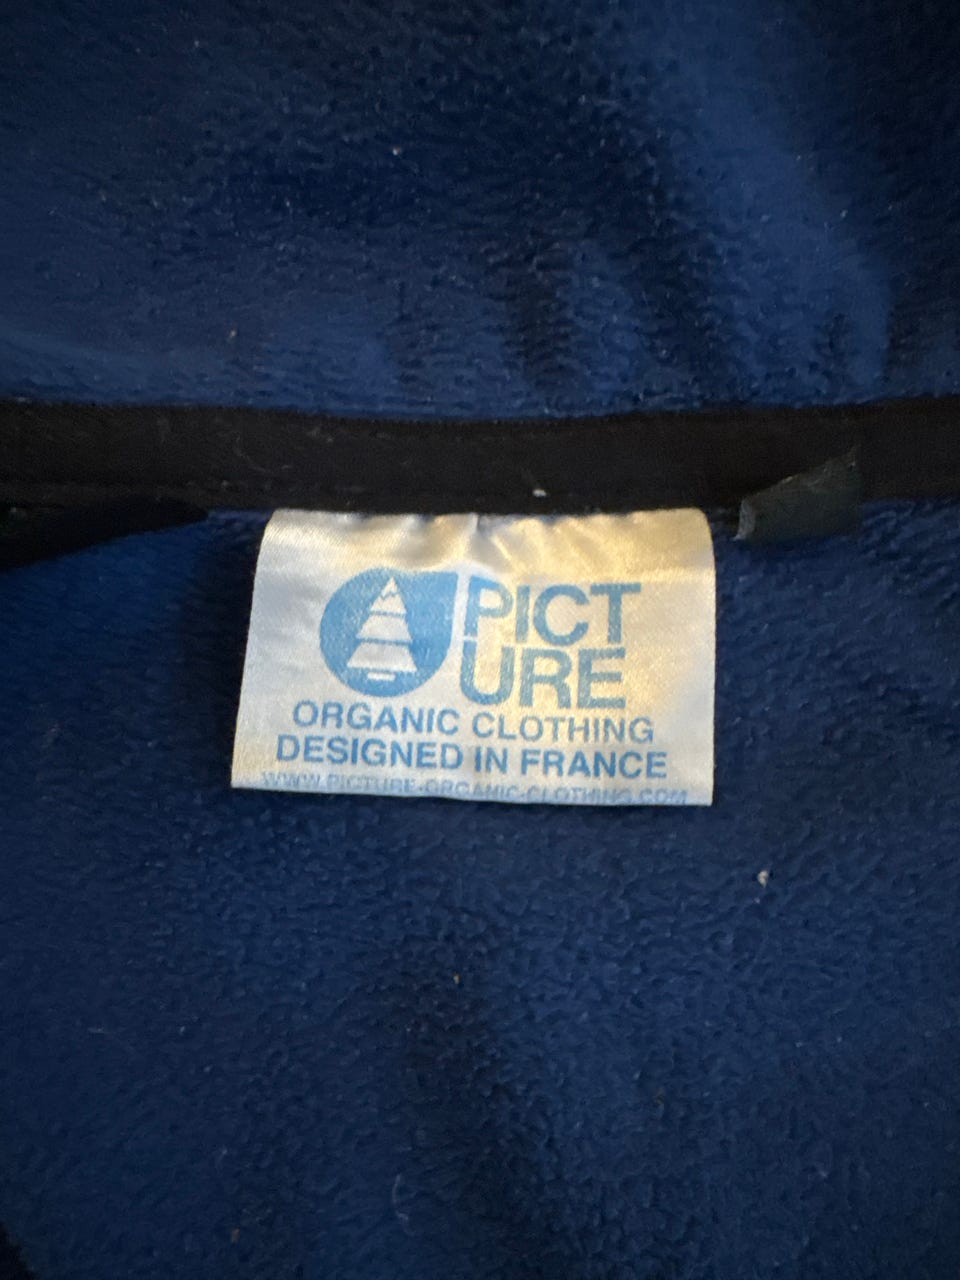 PICT
URE
ORGANIC CLOTHING
DESIGNED IN FRANCE
WWW.PICTURE-ORGANIC-CLOTHING.COM